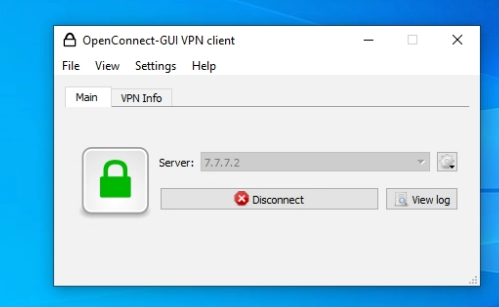 OpenConnect-GUI VPN client
File View Settings Help
Main VPN Info
Server: 7.7.7.2
Disconnect View log